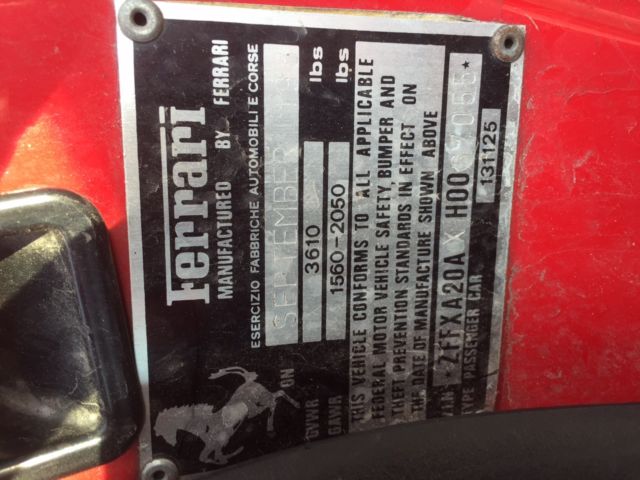 Ferrari
MANUFACTURED BY FERRARI
ESERCIZIO FABBRICHE AUTOMOBILI E CORSE
ON SEPTEMBER
GVWR 3610 lbs
GAWR 1560-2050 lbs
THIS VEHICLE CONFORMS TO ALL APPLICABLE
FEDERAL MOTOR VEHICLE SAFETY, BUMPER AND
THEFT PREVENTION STANDARDS IN EFFECT ON
THE DATE OF MANUFACTURE SHOWN ABOVE
TYPE PASSENGER CAR 131125